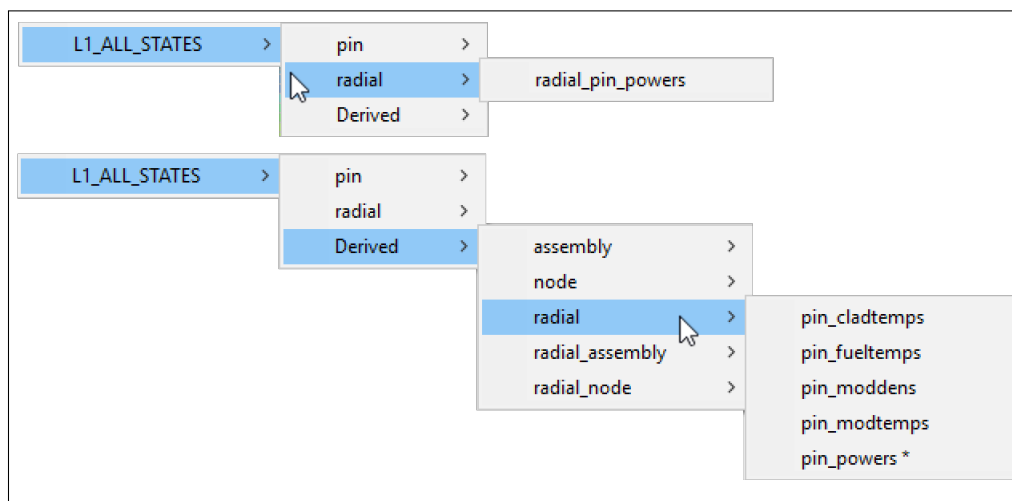 L1_ALL_STATES > pin >
radial > radial_pin_powers
Derived >
L1_ALL_STATES > pin >
radial >
Derived > assembly >
node >
radial > pin_cladtemps
radial_assembly > pin_fueltemps
radial_node > pin_moddens
pin_modtemps
pin_powers *